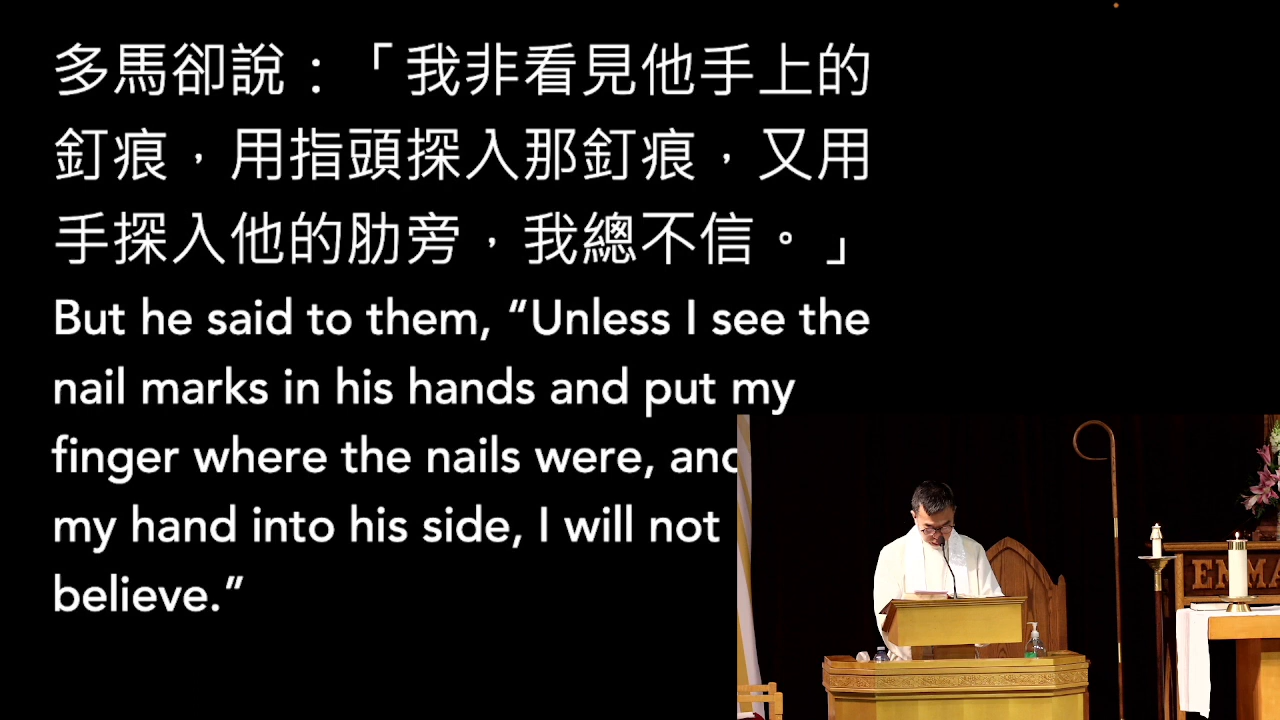 多馬卻說：「我非看見他手上的
釘痕，用指頭探入那釘痕，又用
手探入他的肋旁，我總不信。」
But he said to them, “Unless I see the
nail marks in his hands and put my
finger where the nails were, and
my hand into his side, I will not
believe.”
EMMA